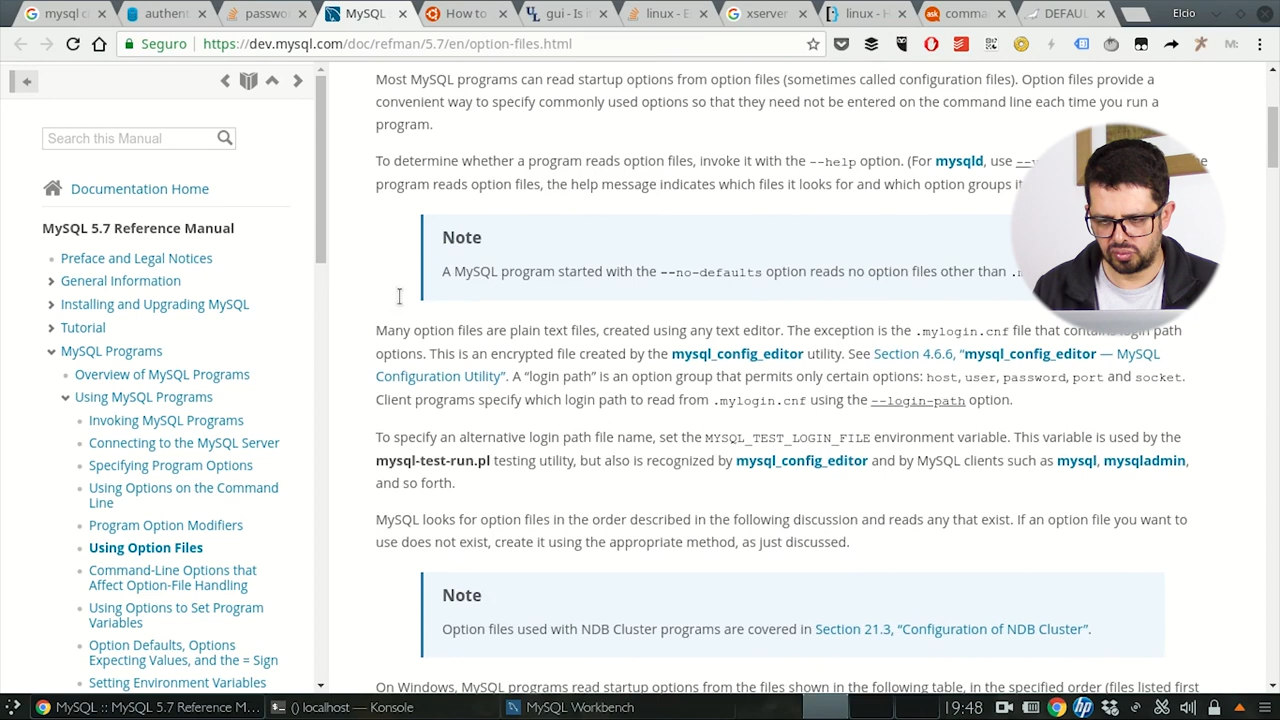 mysql c
authent
passwor
MySQL
How to
gui - Is i
linux - E
xserver
linux - H
comma
DEFAUL
Elcio
Seguro
https://dev.mysql.com/doc/refman/5.7/en/option-files.html
Search this Manual
Documentation Home
MySQL 5.7 Reference Manual
Preface and Legal Notices
General Information
Installing and Upgrading MySQL
Tutorial
MySQL Programs
Overview of MySQL Programs
Using MySQL Programs
Invoking MySQL Programs
Connecting to the MySQL Server
Specifying Program Options
Using Options on the Command
Line
Program Option Modifiers
Using Option Files
Command-Line Options that
Affect Option-File Handling
Using Options to Set Program
Variables
Option Defaults, Options
Expecting Values, and the = Sign
Setting Environment Variables
Most MySQL programs can read startup options from option files (sometimes called configuration files). Option files provide a
convenient way to specify commonly used options so that they need not be entered on the command line each time you run a
program.
To determine whether a program reads option files, invoke it with the --help option. (For mysqld, use
program reads option files, the help message indicates which files it looks for and which option groups
Note
A MySQL program started with the --no-defaults option reads no option files other than
Many option files are plain text files, created using any text editor. The exception is the .mylogin.cnf file that contains login path
options. This is an encrypted file created by the mysql_config_editor utility. See Section 4.6.6, “mysql_config_editor — MySQL
Configuration Utility”. A “login path” is an option group that permits only certain options: host, user, password, port and socket.
Client programs specify which login path to read from .mylogin.cnf using the --login-path option.
To specify an alternative login path file name, set the MYSQL_TEST_LOGIN_FILE environment variable. This variable is used by the
mysql-test-run.pl testing utility, but also is recognized by mysql_config_editor and by MySQL clients such as mysql, mysqladmin,
and so forth.
MySQL looks for option files in the order described in the following discussion and reads any that exist. If an option file you want to
use does not exist, create it using the appropriate method, as just discussed.
Note
Option files used with NDB Cluster programs are covered in Section 21.3, “Configuration of NDB Cluster”.
On Windows, MySQL programs read startup options from the files shown in the following table, in the specified order (files listed first
MySQL :: MySQL 5.7 Reference M...
() localhost — Konsole
MySQL Workbench
19:48